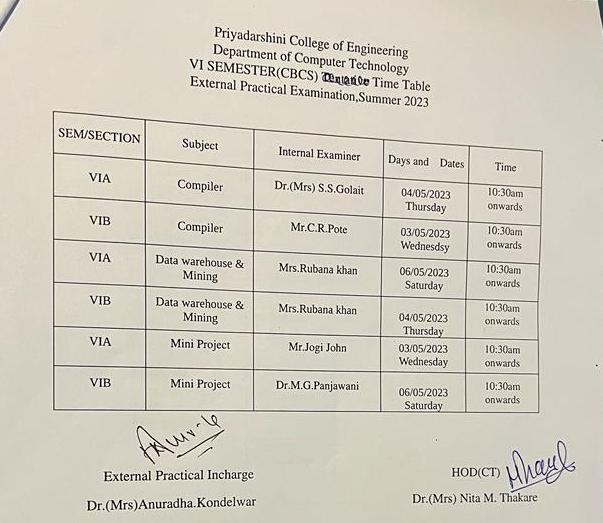 Priyadarshini College of Engineering
Department of Computer Technology
VI SEMESTER(CBCS) Time Table
External Practical Examination,Summer 2023
SEM/SECTION Subject Internal Examiner Days and Dates Time
VIA Compiler Dr.(Mrs) S.S.Golait 04/05/2023 Thursday 10:30am onwards
VIB Compiler Mr.C.R.Pote 03/05/2023 Wednesdsy 10:30am onwards
VIA Data warehouse & Mining Mrs.Rubana khan 06/05/2023 Saturday 10:30am onwards
VIB Data warehouse & Mining Mrs.Rubana khan 04/05/2023 Thursday 10:30am onwards
VIA Mini Project Mr.Jogi John 03/05/2023 Wednesday 10:30am onwards
VIB Mini Project Dr.M.G.Panjawani 06/05/2023 Saturday 10:30am onwards
External Practical Incharge
Dr.(Mrs)Anuradha.Kondelwar
HOD(CT)
Dr.(Mrs) Nita M. Thakare